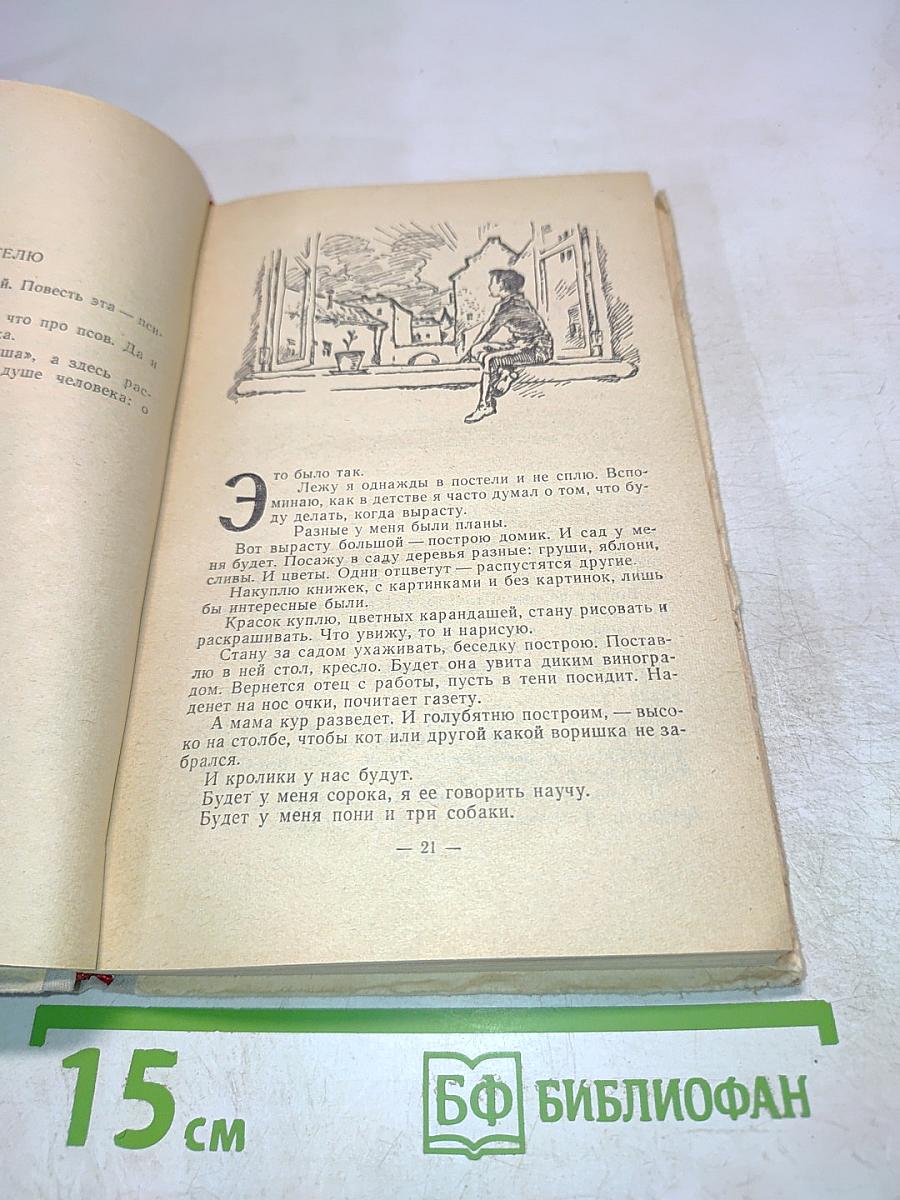 ТЕЛЮ
й. Повесть эта — пси-
что про псов. Да и
ка.
ша», а здесь рас-
душе человека: о
Это было так.
Лежу я однажды в постели и не сплю. Вспо-
минаю, как в детстве я часто думал о том, что бу-
ду делать, когда вырасту.
Разные у меня были планы.
Вот вырасту большой — построю домик. И сад у ме-
ня будет. Посажу в саду деревья разные: груши, яблони,
сливы. И цветы. Одни отцветут — распустятся другие.
Накуплю книжек, с картинками и без картинок, лишь
бы интересные были.
Красок куплю, цветных карандашей, стану рисовать и
раскрашивать. Что увижу, то и нарисую.
Стану за садом ухаживать, беседку построю. Постав-
лю в ней стол, кресло. Будет она увита диким виногра-
дом. Вернется отец с работы, пусть в тени посидит. На-
денет на нос очки, почитает газету.
А мама кур разведет. И голубятню построим, — высо-
ко на столбе, чтобы кот или другой какой воришка не за-
брался.
И кролики у нас будут.
Будет у меня сорока, я ее говорить научу.
Будет у меня пони и три собаки.
— 21 —
15 см
БФ БИБЛИОФАН